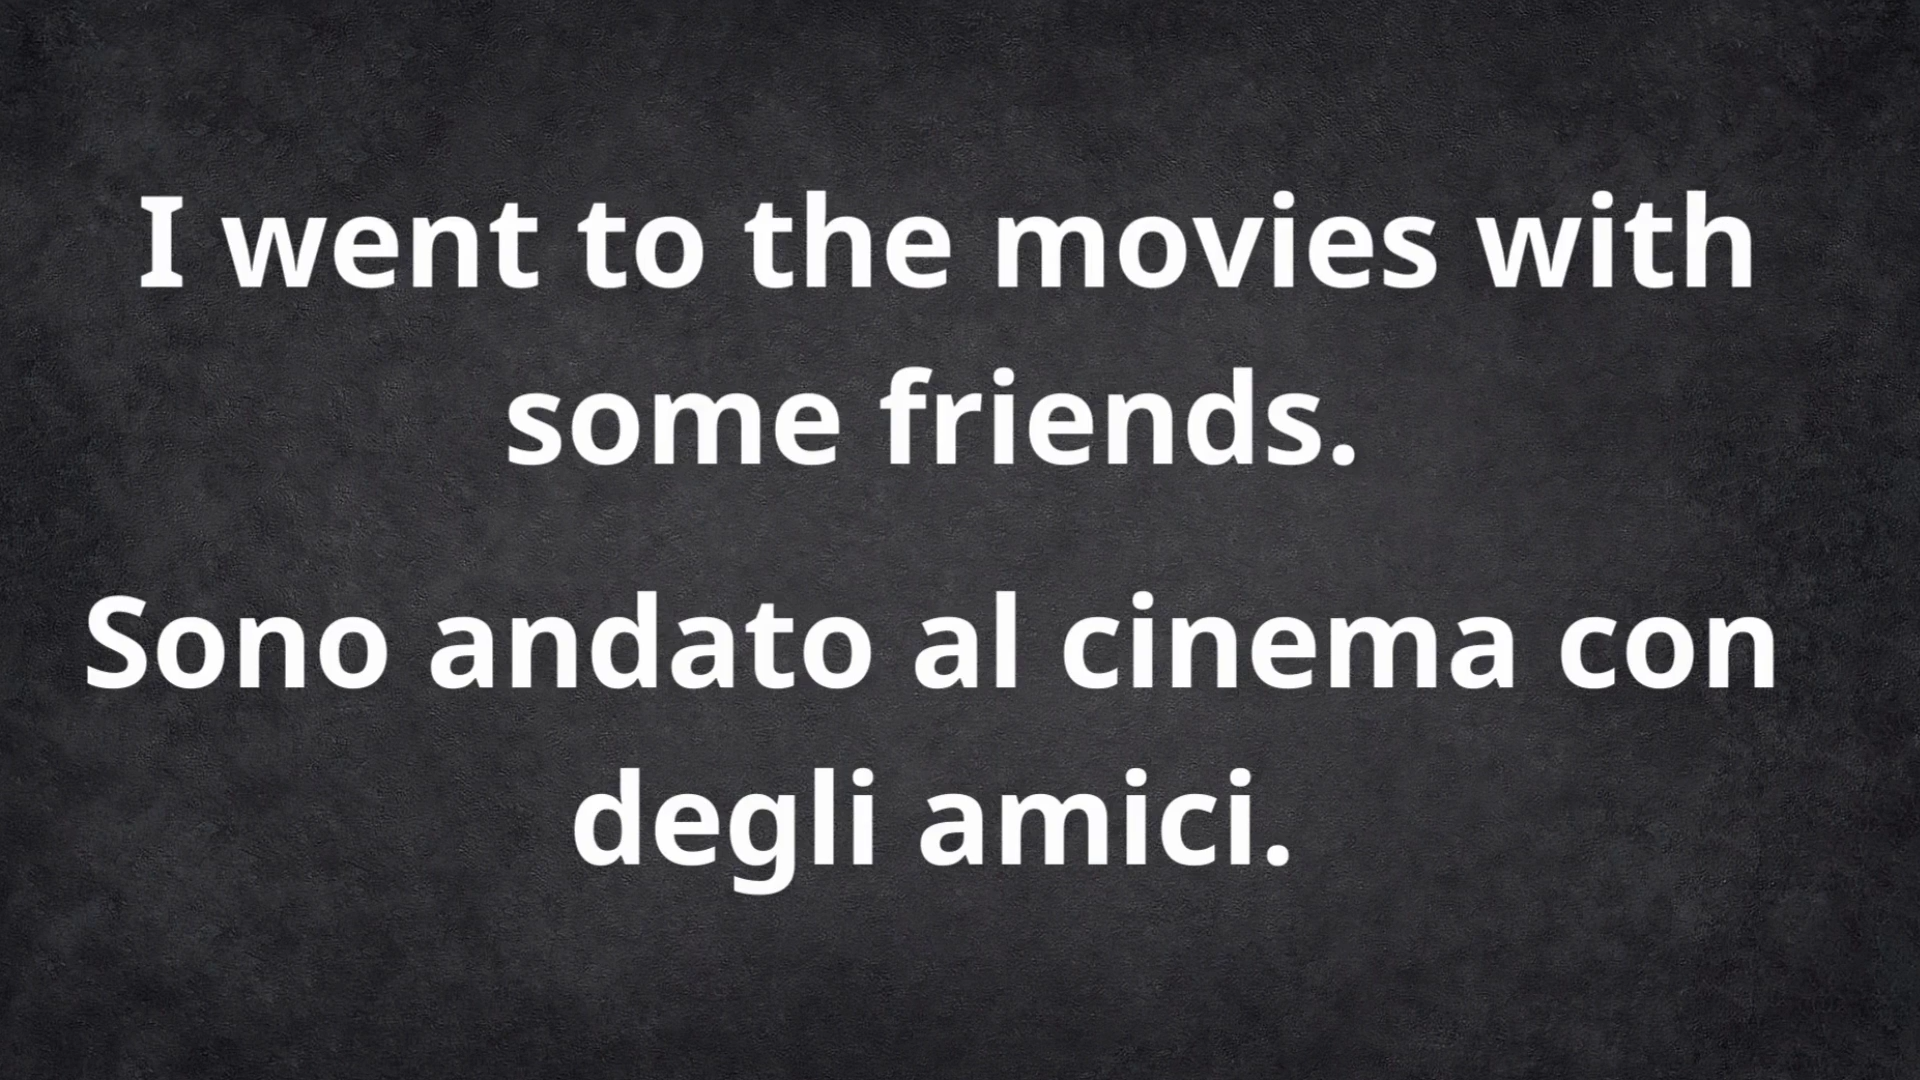 I went to the movies with
some friends.
Sono andato al cinema con
degli amici.